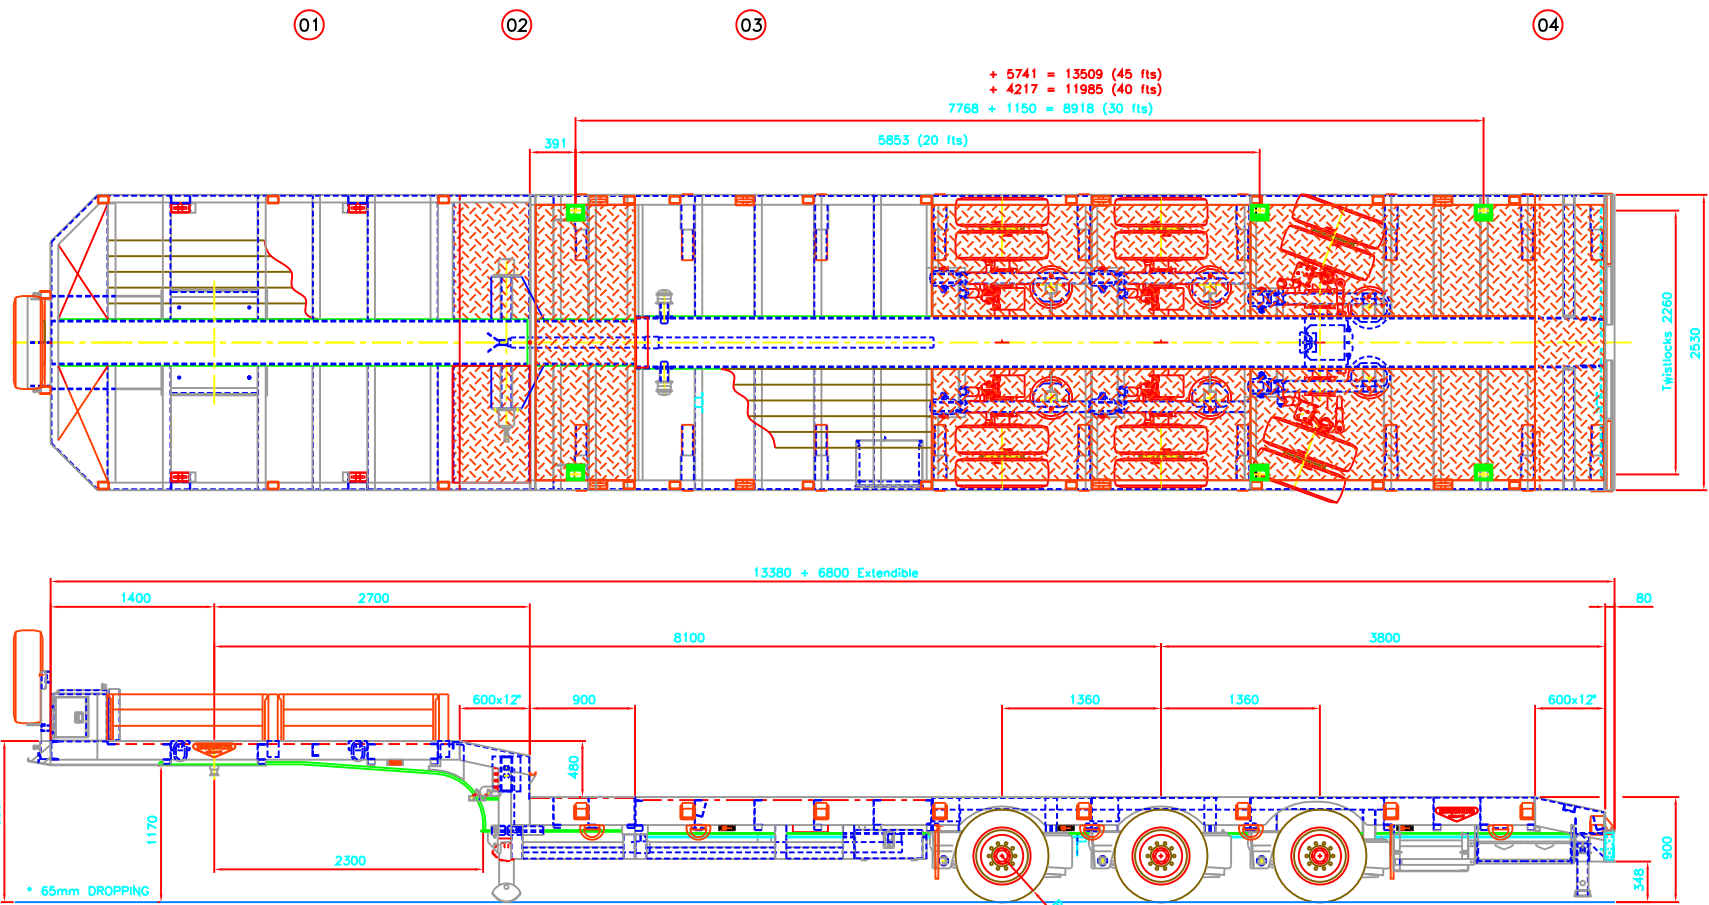 01
02
03
04
+ 5741 = 13509 (45 fts)
+ 4217 = 11985 (40 fts)
7768 + 1150 = 8918 (30 fts)
391
5853 (20 fts)
Twistlocks 2260
2530
13380 + 6800 Extendible
1400
2700
80
8100
3800
600x12°
900
1360
1360
600x12°
480
1170
2300
900
348
* 65mm DROPPING